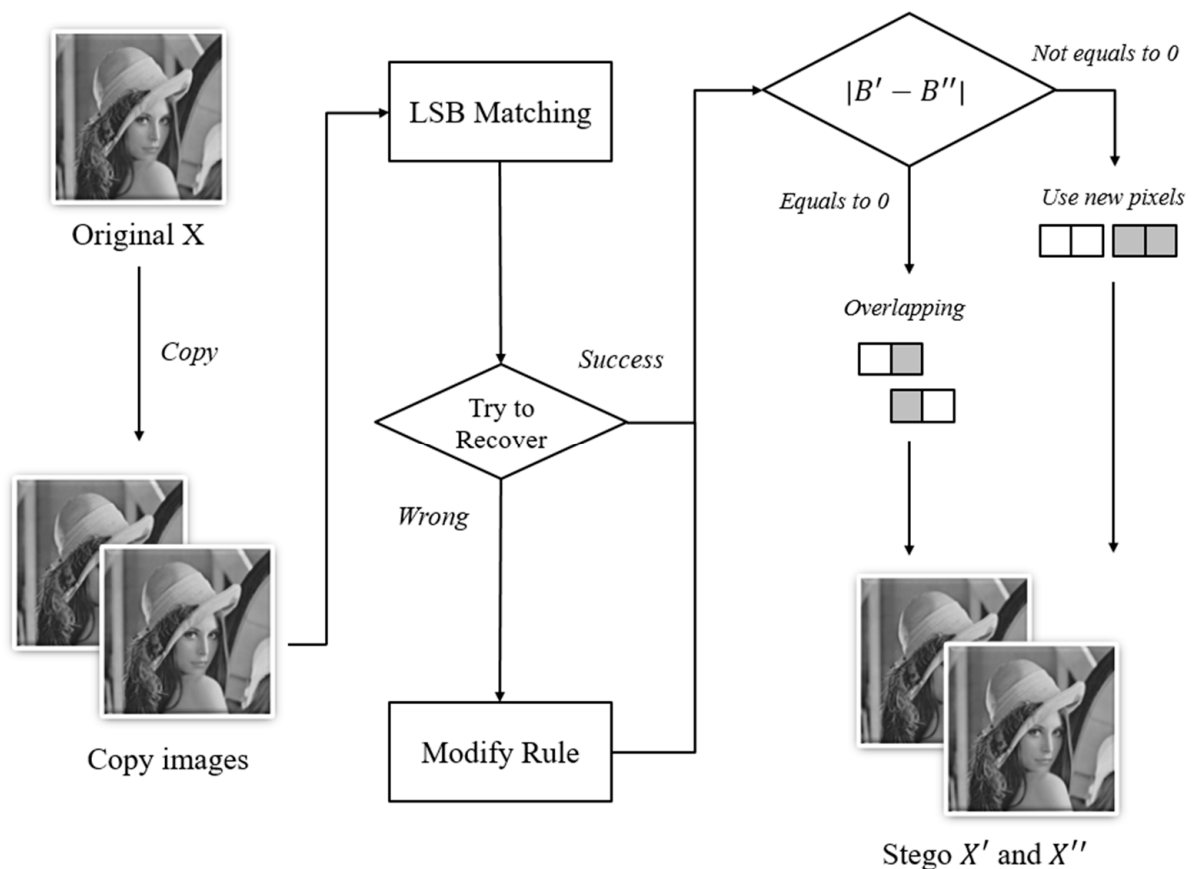 Original X
Copy
Copy images
LSB Matching
Try to
Recover
Success
Wrong
Modify Rule
|B′ − B′′|
Not equals to 0
Equals to 0
Use new pixels
Overlapping
Stego X′ and X′′